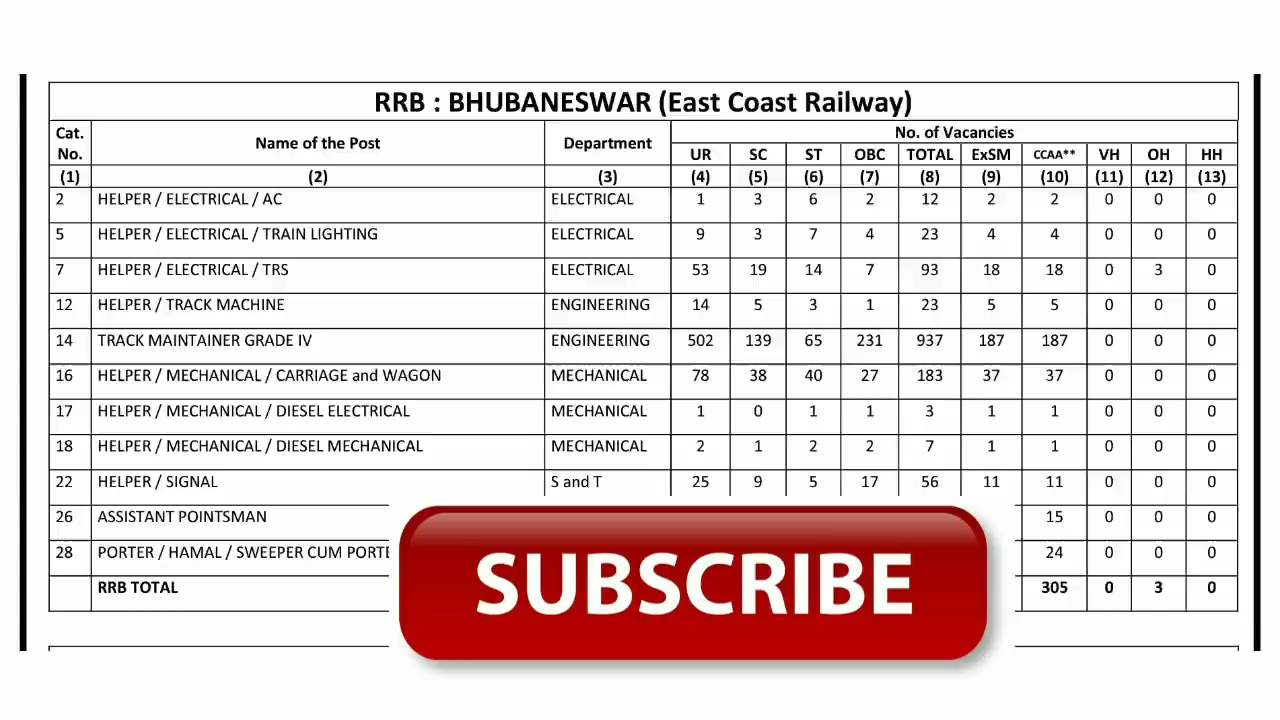 RRB : BHUBANESWAR (East Coast Railway)
Cat. No. Name of the Post Department No. of Vacancies
UR SC ST OBC TOTAL ExSM CCAA** VH OH HH
(1) (2) (3) (4) (5) (6) (7) (8) (9) (10) (11) (12) (13)
2 HELPER / ELECTRICAL / AC ELECTRICAL 1 3 6 2 12 2 2 0 0 0
5 HELPER / ELECTRICAL / TRAIN LIGHTING ELECTRICAL 9 3 7 4 23 4 4 0 0 0
7 HELPER / ELECTRICAL / TRS ELECTRICAL 53 19 14 7 93 18 18 0 3 0
12 HELPER / TRACK MACHINE ENGINEERING 14 5 3 1 23 5 5 0 0 0
14 TRACK MAINTAINER GRADE IV ENGINEERING 502 139 65 231 937 187 187 0 0 0
16 HELPER / MECHANICAL / CARRIAGE and WAGON MECHANICAL 78 38 40 27 183 37 37 0 0 0
17 HELPER / MECHANICAL / DIESEL ELECTRICAL MECHANICAL 1 0 1 1 3 1 1 0 0 0
18 HELPER / MECHANICAL / DIESEL MECHANICAL MECHANICAL 2 1 2 2 7 1 1 0 0 0
22 HELPER / SIGNAL S and T 25 9 5 17 56 11 11 0 0 0
26 ASSISTANT POINTSMAN 15 0 0 0
28 PORTER / HAMAL / SWEEPER CUM PORTE 24 0 0 0
RRB TOTAL 305 0 3 0
SUBSCRIBE